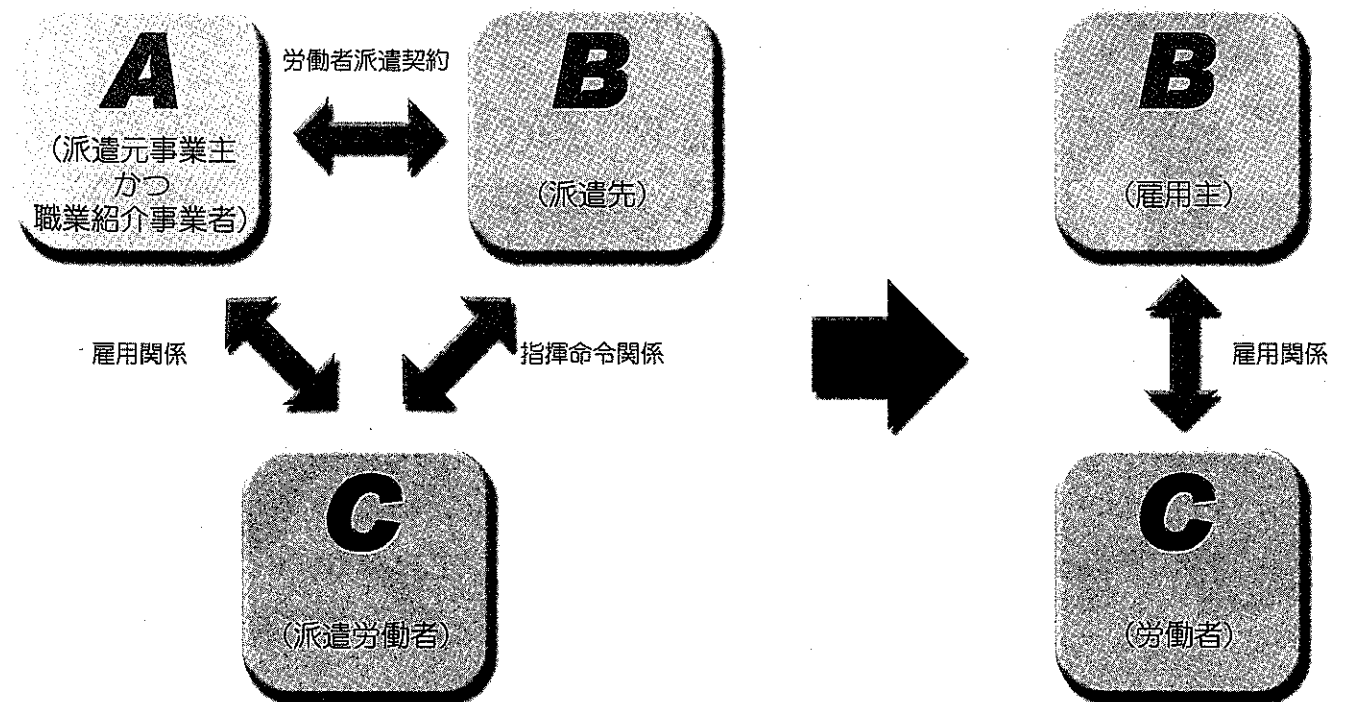 A
(派遣元事業主
かつ
職業紹介事業者)
労働者派遣契約
B
(派遣先)
雇用関係
指揮命令関係
C
(派遣労働者)
B
(雇用主)
雇用関係
C
(労働者)